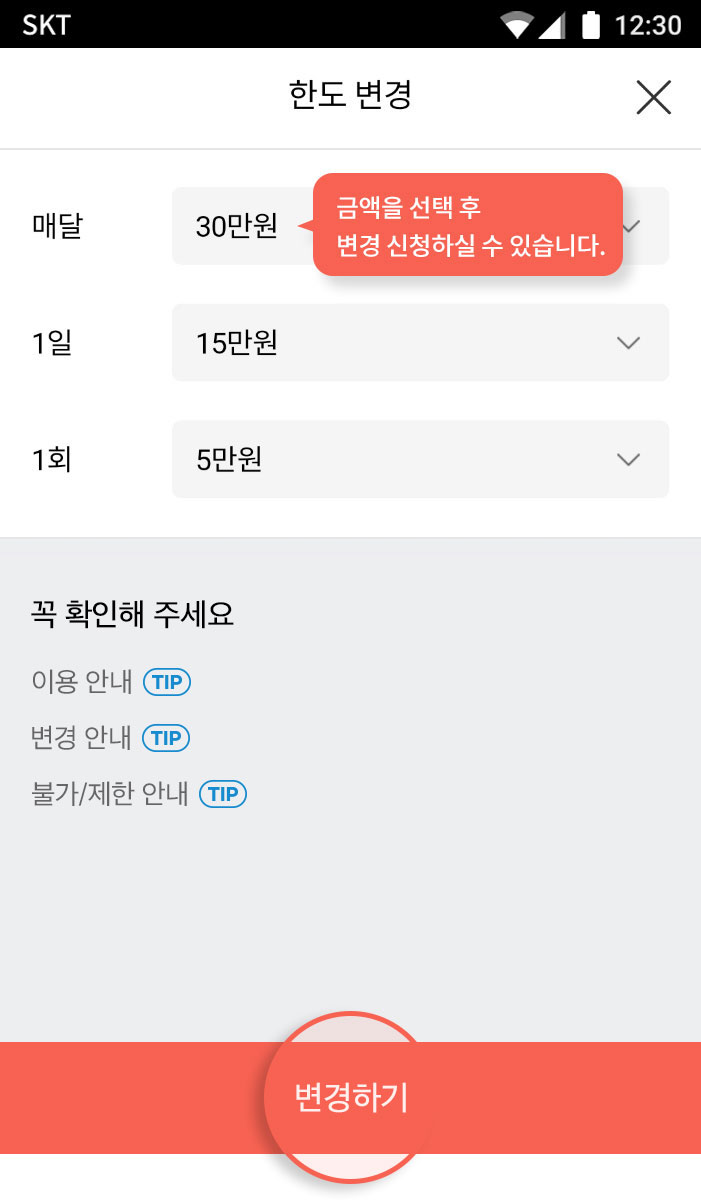 SKT 12:30
한도 변경
매달 30만원
금액을 선택 후
변경 신청하실 수 있습니다.
1일 15만원
1회 5만원
꼭 확인해 주세요
이용 안내 TIP
변경 안내 TIP
불가/제한 안내 TIP
변경하기